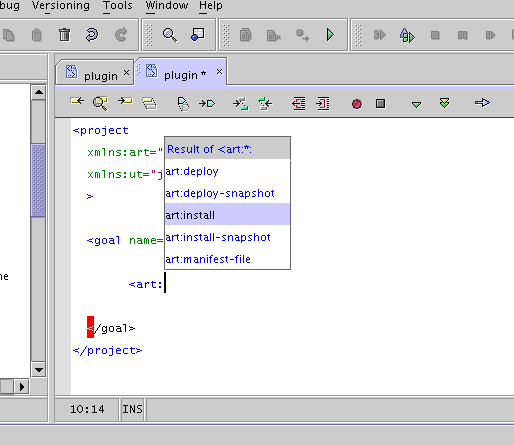 bug Versioning Tools Window Help
plugin × plugin * ×
<project
xmlns:art="
xmlns:ut="j
>
<goal name=
<art:
</goal>
</project>
Result of <art:*:
art:deploy
art:deploy-snapshot
art:install
art:install-snapshot
art:manifest-file
ne
10:14 INS